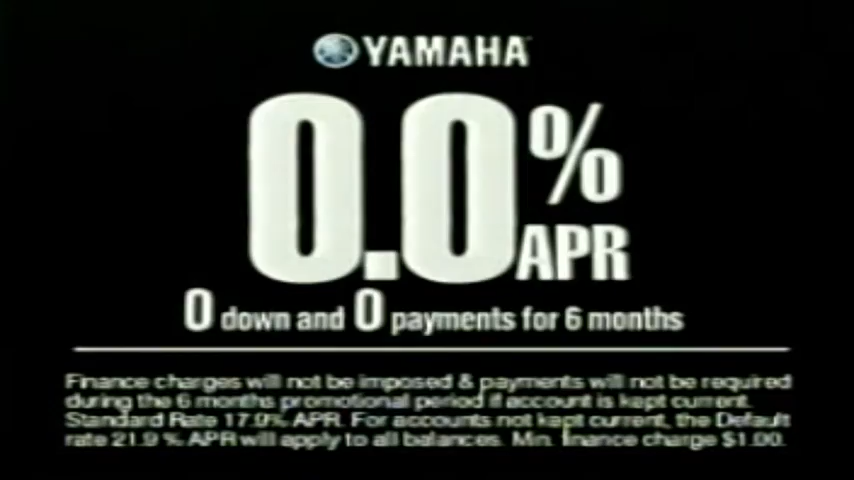 YAMAHA
0.0% APR
0 down and 0 payments for 6 months
Finance charges will not be imposed & payments will not be required
during the 6 months promotional period if account is kept current.
Standard Rate 17.9% APR. For accounts not kept current, the Default
rate 21.9 % APR will apply to all balances. Min. finance charge $1.00.